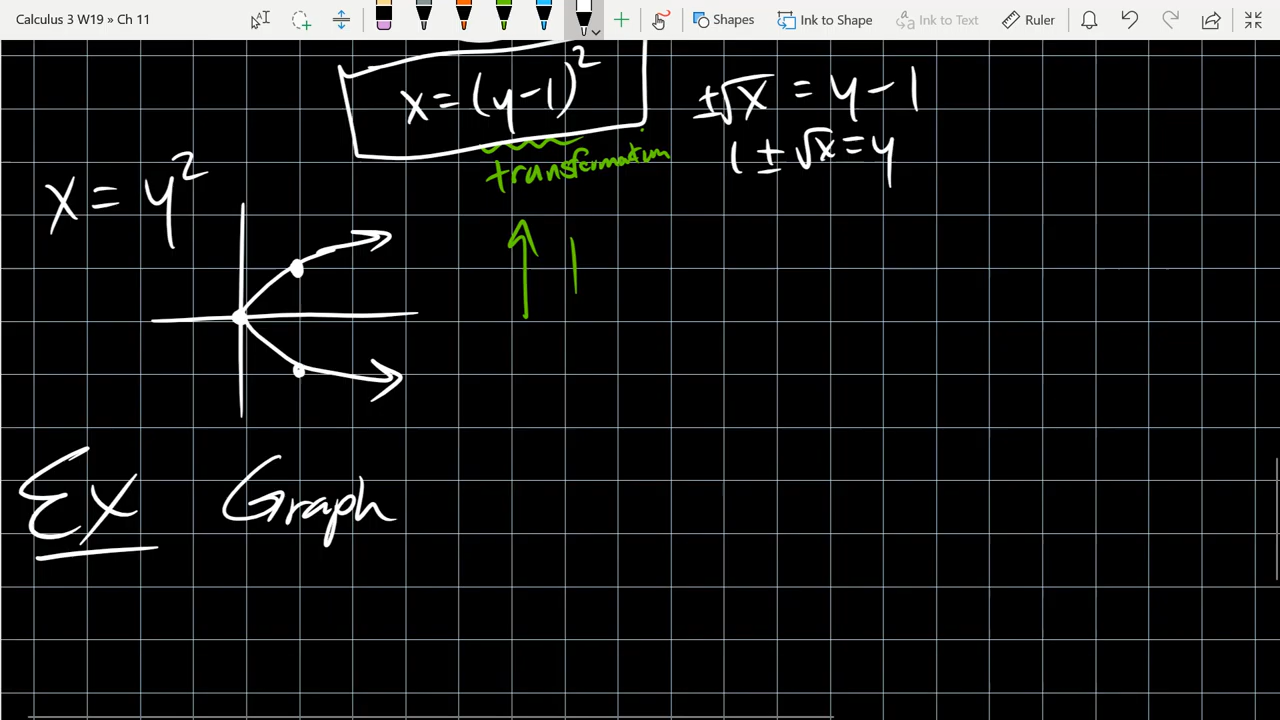 Calculus 3 W19 » Ch 11
Shapes
Ink to Shape
Ink to Text
Ruler
x = (y-1)²
±√x = y - 1
1 ± √x = y
transformation
x = y²
↑ 1
Ex Graph